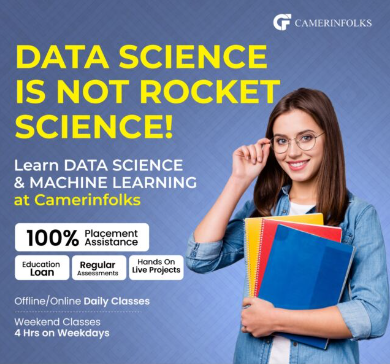 CAMERINFOLKS
DATA SCIENCE
IS NOT ROCKET
SCIENCE!
Learn DATA SCIENCE
& MACHINE LEARNING
at Camerinfolks
100% Placement
Assistance
Education
Loan
Regular
Assessments
Hands On
Live Projects
Offline/Online Daily Classes
Weekend Classes
4 Hrs on Weekdays